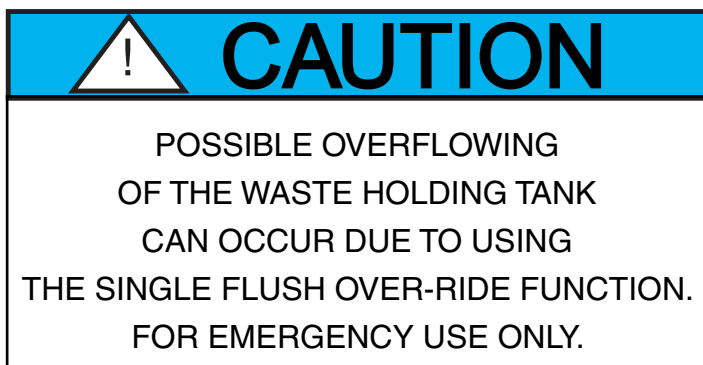 ! CAUTION
POSSIBLE OVERFLOWING
OF THE WASTE HOLDING TANK
CAN OCCUR DUE TO USING
THE SINGLE FLUSH OVER-RIDE FUNCTION.
FOR EMERGENCY USE ONLY.